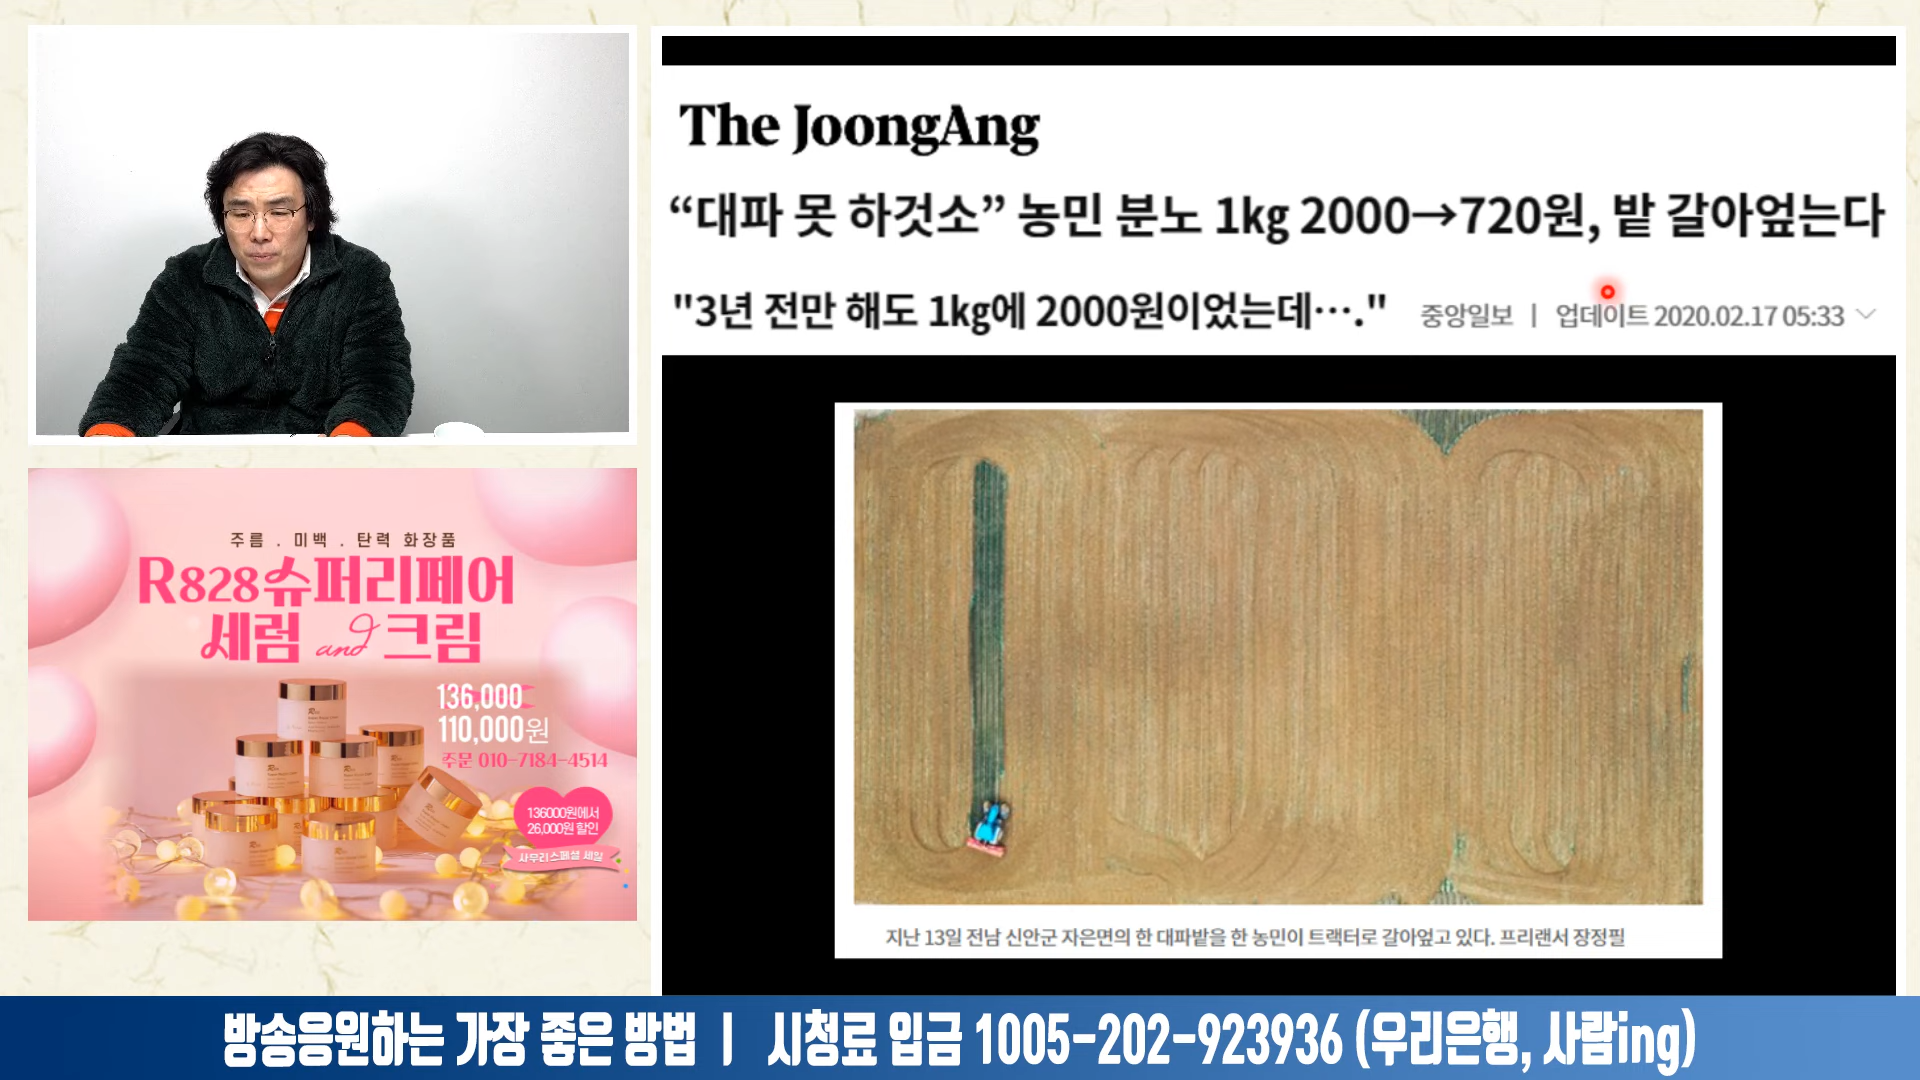 The JoongAng
“대파 못 하것소” 농민 분노 1kg 2000→720원, 밭 갈아엎는다
"3년 전만 해도 1kg에 2000원이었는데…." 중앙일보 | 업데이트 2020.02.17 05:33
지난 13일 전남 신안군 자은면의 한 대파밭을 한 농민이 트랙터로 갈아엎고 있다. 프리랜서 장정필
주름 . 미백 . 탄력 화장품
R828슈퍼리페어
세럼 and 크림
136,000
110,000원
주문 010-7184-4514
136000원에서
26,000원 할인
사무리스페셜 세일
방송응원하는 가장 좋은 방법 | 시청료 입금 1005-202-923936 (우리은행, 사람ing)